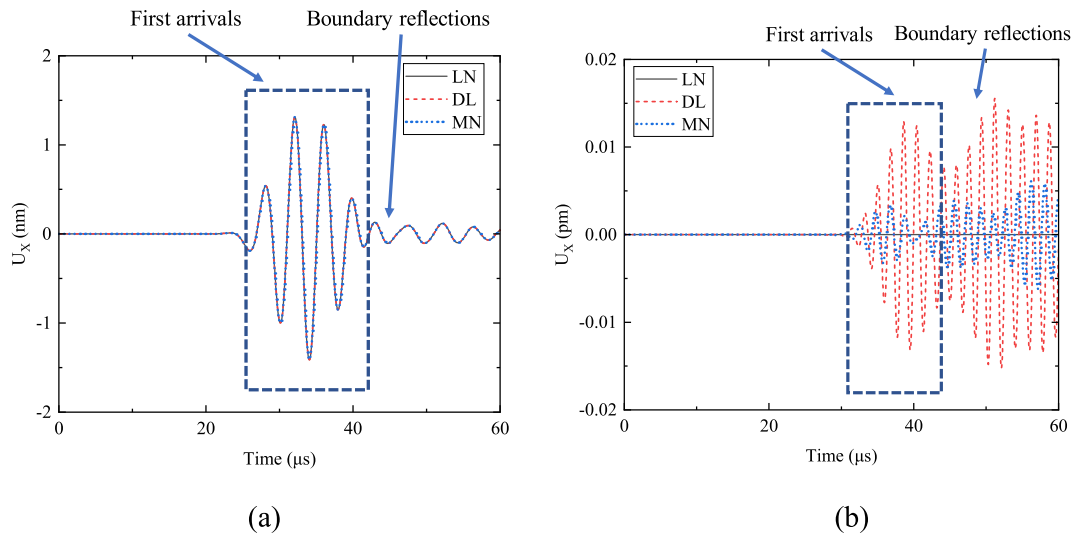 First arrivals
Boundary reflections
2
1
0
-1
-2
U_X (nm)
LN
DL
MN
0
20
40
60
Time (μs)
(a)
First arrivals
Boundary reflections
0.02
0.01
0.00
-0.01
-0.02
U_X (pm)
LN
DL
MN
0
20
40
60
Time (μs)
(b)